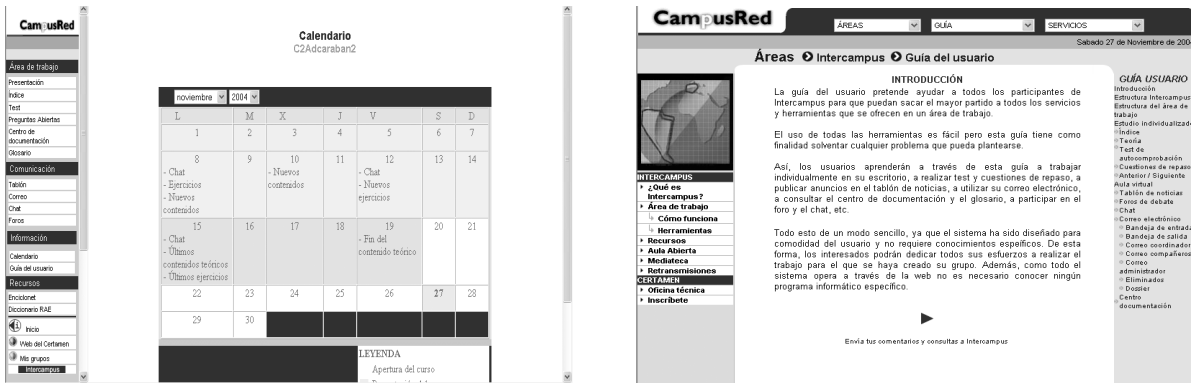 CampusRed
Área de trabajo
Presentación
Índice
Test
Preguntas Abiertas
Centro de
documentación
Glosario
Comunicación
Tablón
Correo
Chat
Foros
Información
Calendario
Guía del usuario
Recursos
Enciclonet
Diccionario RAE
Inicio
Web del Certamen
Mis grupos
Intercampus
Calendario
C2Adcaraban2
noviembre 2004
L M X J V S D
1 2 3 4 5 6 7
8 9 10 11 12 13 14
- Chat - Nuevos - Chat
- Ejercicios contenidos - Nuevos
- Nuevos ejercicios
contenidos
15 16 17 18 19 20 21
- Chat - Fin del
- Últimos contenido teórico
contenidos teóricos
- Últimos ejercicios
22 23 24 25 26 27 28
29 30
LEYENDA
Apertura del curso
CampusRed
ÁREAS GUÍA SERVICIOS
Sabado 27 de Noviembre de 200
Áreas Intercampus Guía del usuario
INTERCAMPUS
¿Qué es
Intercampus?
Área de trabajo
Cómo funciona
Herramientas
Recursos
Aula Abierta
Mediateca
Retransmisiones
CERTAMEN
Oficina técnica
Inscríbete
INTRODUCCIÓN
La guía del usuario pretende ayudar a todos los participantes de
Intercampus para que puedan sacar el mayor partido a todos los servicios
y herramientas que se ofrecen en un área de trabajo.
El uso de todas las herramientas es fácil pero esta guía tiene como
finalidad solventar cualquier problema que pueda plantearse.
Así, los usuarios aprenderán a través de esta guía a trabajar
individualmente en su escritorio, a realizar test y cuestiones de repaso, a
publicar anuncios en el tablón de noticias, a utilizar su correo electrónico,
a consultar el centro de documentación y el glosario, a participar en el
foro y el chat, etc.
Todo esto de un modo sencillo, ya que el sistema ha sido diseñado para
comodidad del usuario y no requiere conocimientos espeíficos. De esta
forma, los interesados podrán dedicar todos sus esfuerzos a realizar el
trabajo para el que se haya creado su grupo. Además, como todo el
sistema opera a través de la web no es necesario conocer ningún
programa informático específico.
Envía tus comentarios y consultas a Intercampus
GUÍA USUARIO
Introducción
Estructura Intercampus
Estructura del área de
trabajo
Estudio individualizad
Índice
Teoría
Test de
autocomprobación
Cuestiones de repaso
Anterior / Siguiente
Aula virtual
Tablón de noticias
Foros de debate
Chat
Correo electrónico
Bandeja de entrada
Bandeja de salida
Correo coordinador
Correo compañeros
Correo
administrador
Eliminados
Dossier
Centro
documentación